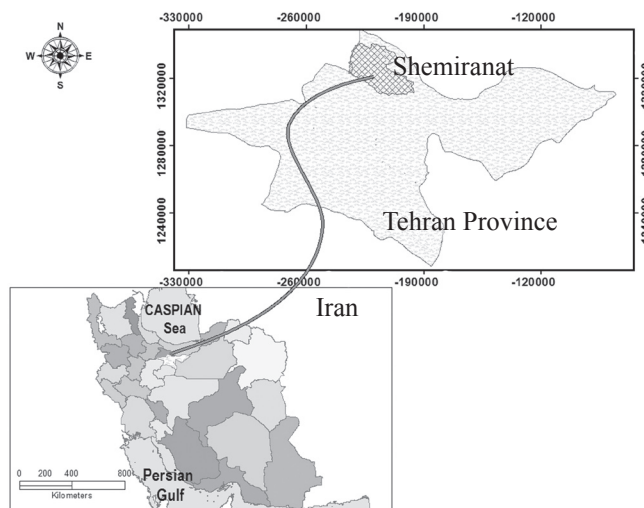 N
W E
S
-330000 -260000 -190000 -120000
1320000
1280000
1240000
Shemiranat
Tehran Province
-330000 -260000 -190000 -120000
Iran
CASPIAN
Sea
Persian
Gulf
0 200 400 800
Kilometers